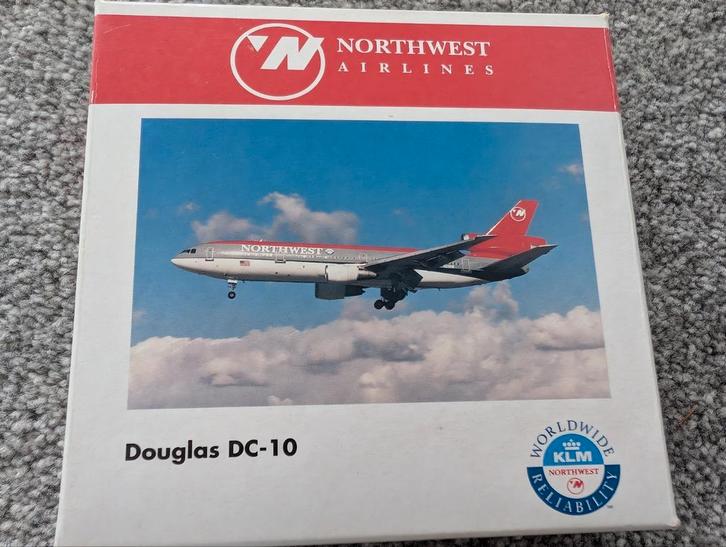 NORTHWEST
AIRLINES
NORTHWEST
Douglas DC-10
WORLDWIDE
KLM
NORTHWEST
RELIABILITY